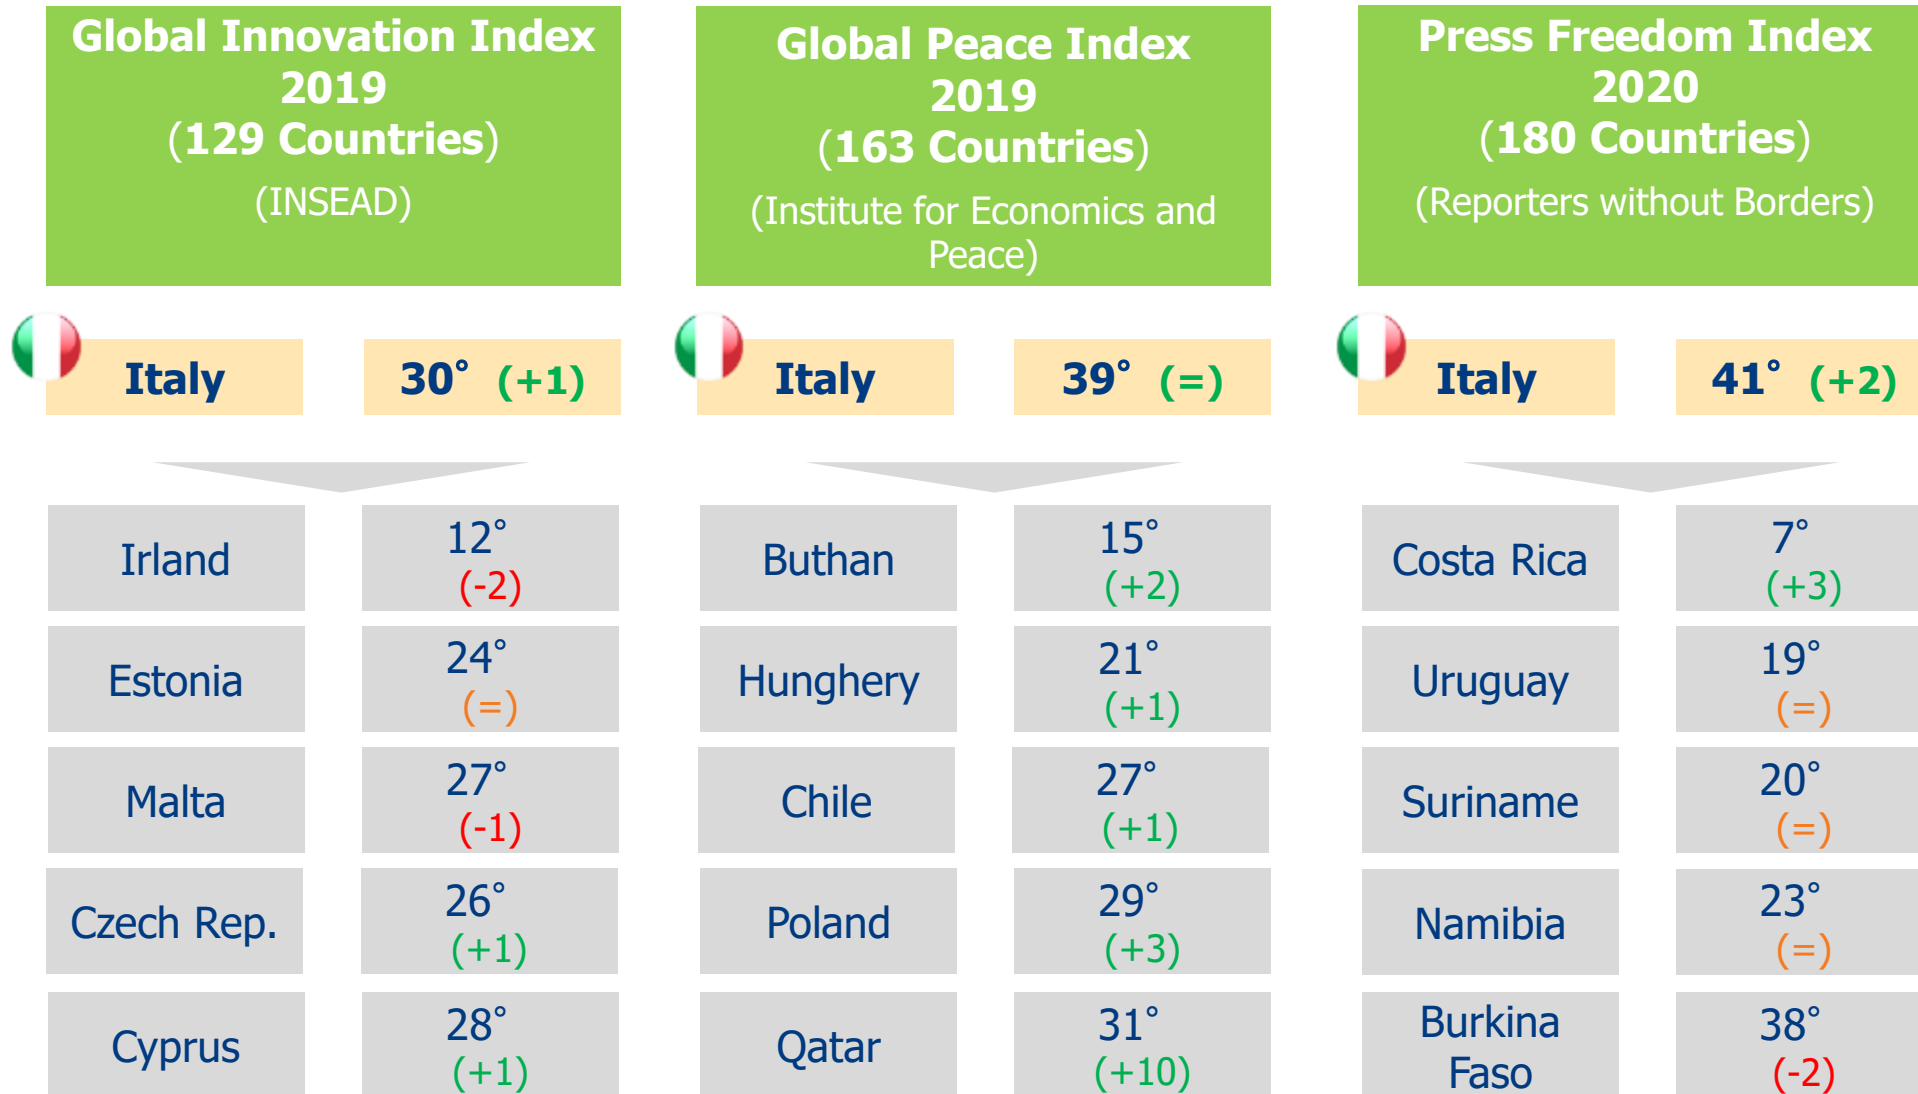 Global Innovation Index
2019
(129 Countries)
(INSEAD)
Italy
30° (+1)
Irland
12°
(-2)
Estonia
24°
(=)
Malta
27°
(-1)
Czech Rep.
26°
(+1)
Cyprus
28°
(+1)
Global Peace Index
2019
(163 Countries)
(Institute for Economics and
Peace)
Italy
39° (=)
Buthan
15°
(+2)
Hunghery
21°
(+1)
Chile
27°
(+1)
Poland
29°
(+3)
Qatar
31°
(+10)
Press Freedom Index
2020
(180 Countries)
(Reporters without Borders)
Italy
41° (+2)
Costa Rica
7°
(+3)
Uruguay
19°
(=)
Suriname
20°
(=)
Namibia
23°
(=)
Burkina
Faso
38°
(-2)